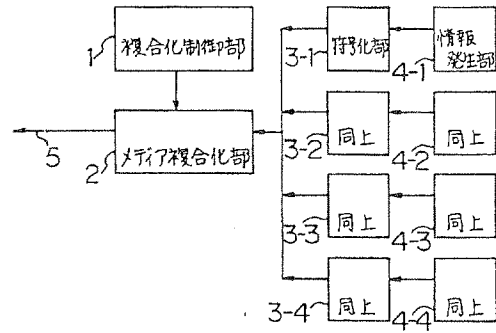 複合化制御部
1
メディア複合化部
2
5
符号化部
3-1
情報
発生部
4-1
同上
3-2
同上
4-2
同上
3-3
同上
4-3
同上
3-4
同上
4-4